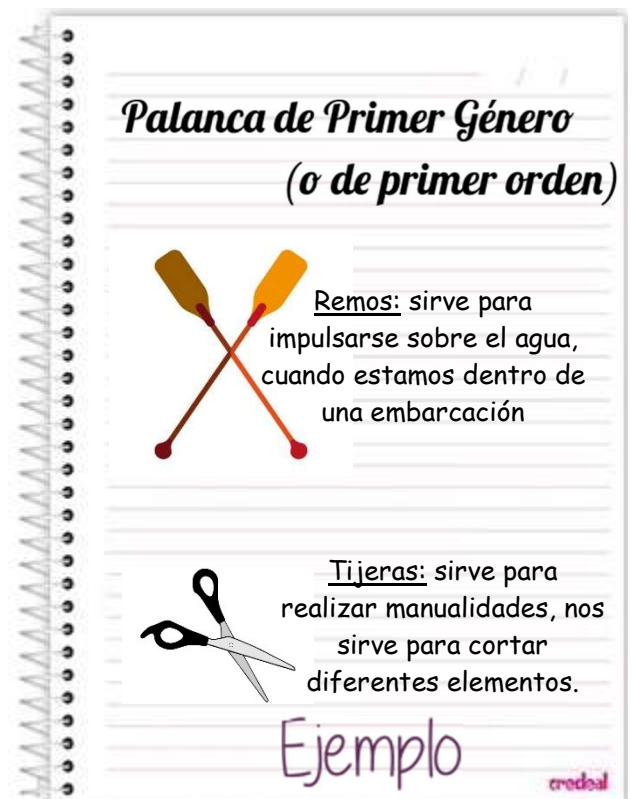 Palanca de Primer Género
(o de primer orden)
Remos: sirve para
impulsarse sobre el agua,
cuando estamos dentro de
una embarcación
Tijeras: sirve para
realizar manualidades, nos
sirve para cortar
diferentes elementos.
Ejemplo
credeal